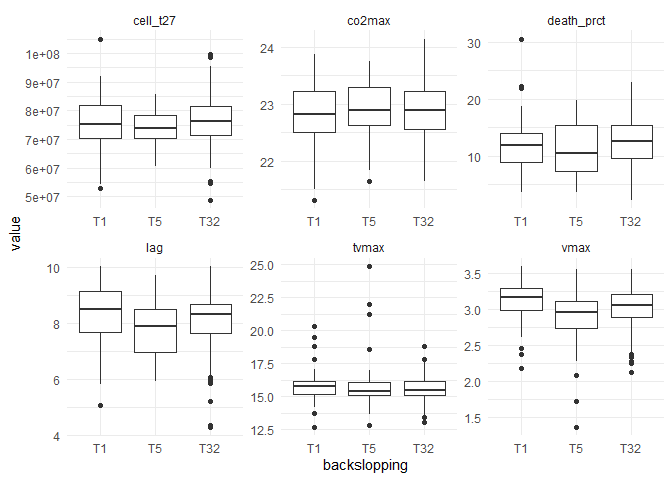 cell_t27 co2max death_prct
1e+08
9e+07
8e+07
7e+07
6e+07
5e+07
24
23
22
30
20
10
T1 T5 T32 T1 T5 T32 T1 T5 T32
value
lag tvmax vmax
10
8
6
4
25.0
22.5
20.0
17.5
15.0
12.5
3.5
3.0
2.5
2.0
1.5
T1 T5 T32 T1 T5 T32 T1 T5 T32
backslopping